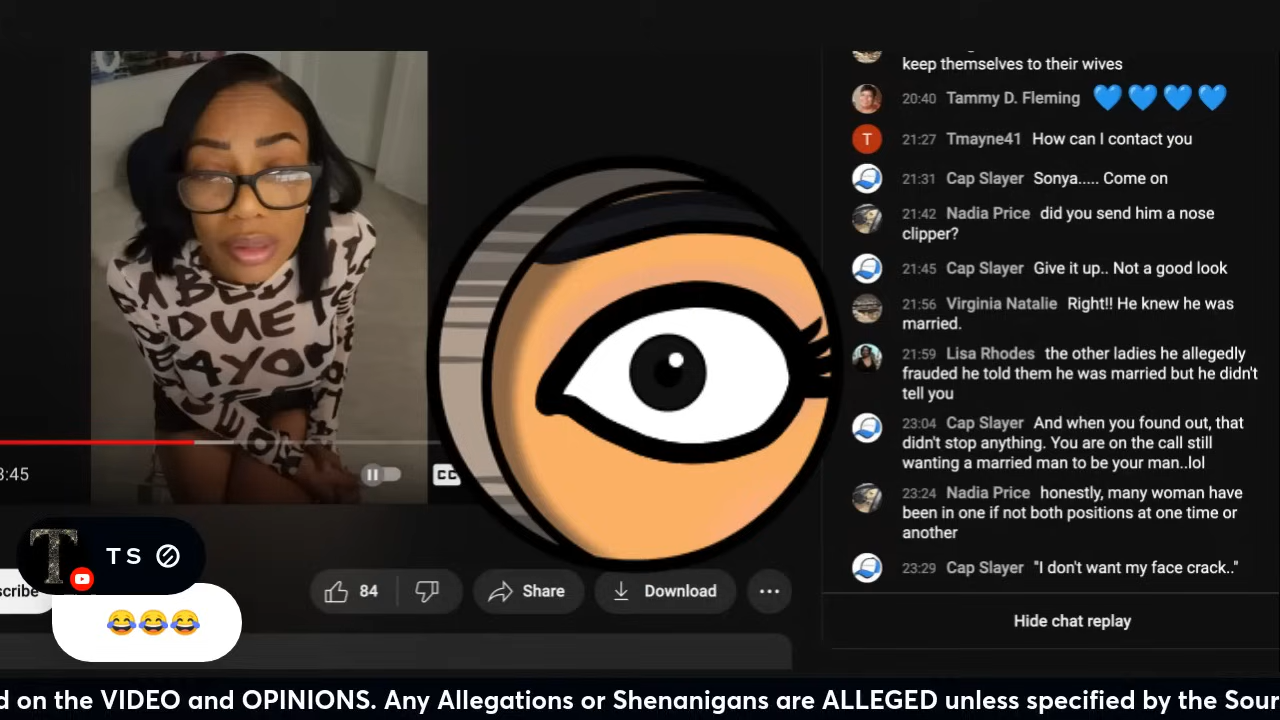 keep themselves to their wives
20:40 Tammy D. Fleming 💙💙💙💙
T
21:27 Tmayne41 How can I contact you
21:31 Cap Slayer Sonya..... Come on
21:42 Nadia Price did you send him a nose
clipper?
21:45 Cap Slayer Give it up.. Not a good look
21:56 Virginia Natalie Right!! He knew he was
married.
21:59 Lisa Rhodes the other ladies he allegedly
frauded he told them he was married but he didn't
tell you
23:04 Cap Slayer And when you found out, that
didn't stop anything. You are on the call still
wanting a married man to be your man..lol
23:24 Nadia Price honestly, many woman have
been in one if not both positions at one time or
another
23:29 Cap Slayer "I don't want my face crack.."
Hide chat replay
DUET
BAYON
3:45
CC
T
TS
scribe
84
Share
Download
😂😂😂
d on the VIDEO and OPINIONS. Any Allegations or Shenanigans are ALLEGED unless specified by the Sour